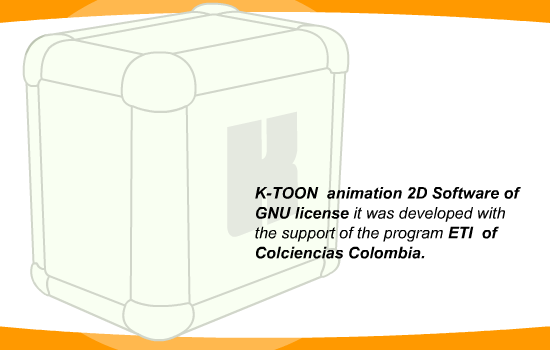 K
K-TOON animation 2D Software of
GNU license it was developed with
the support of the program ETI of
Colciencias Colombia.